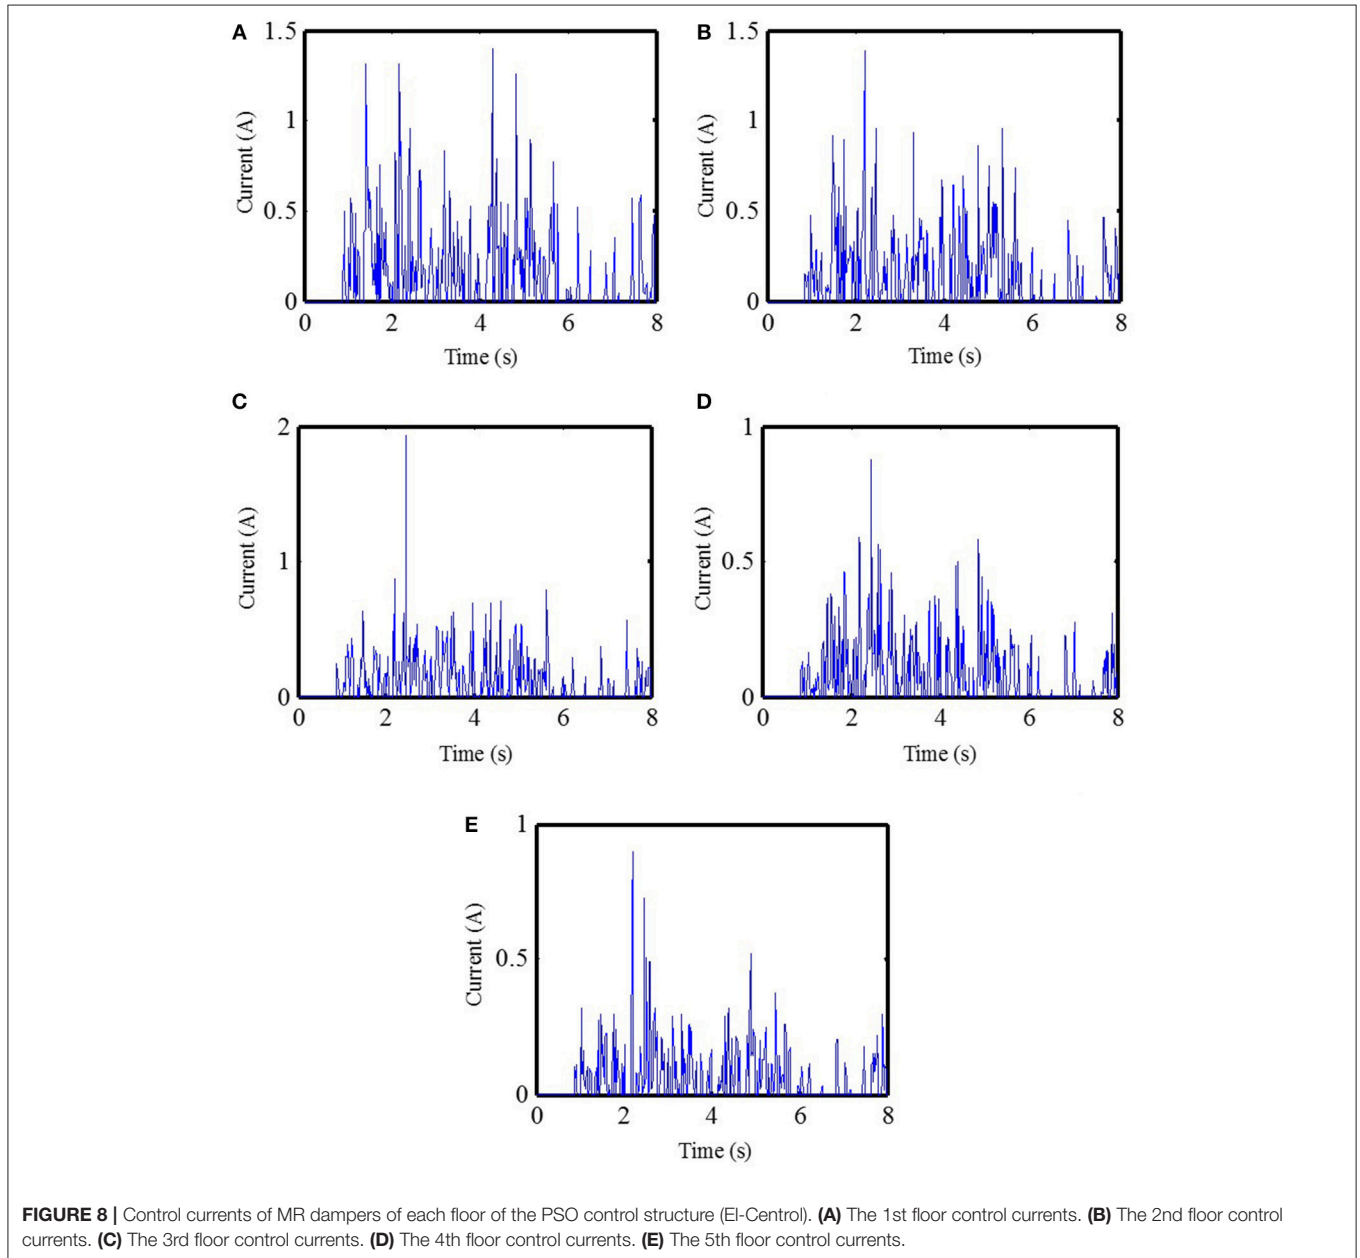 A
1.5
1
0.5
0
0 2 4 6 8
Current (A)
Time (s)
B
1.5
1
0.5
0
0 2 4 6 8
Current (A)
Time (s)
C
2
1
0
0 2 4 6 8
Current (A)
Time (s)
D
1
0.5
0
0 2 4 6 8
Current (A)
Time (s)
E
1
0.5
0
0 2 4 6 8
Current (A)
Time (s)
FIGURE 8 | Control currents of MR dampers of each floor of the PSO control structure (El-Centrol). (A) The 1st floor control currents. (B) The 2nd floor control
currents. (C) The 3rd floor control currents. (D) The 4th floor control currents. (E) The 5th floor control currents.